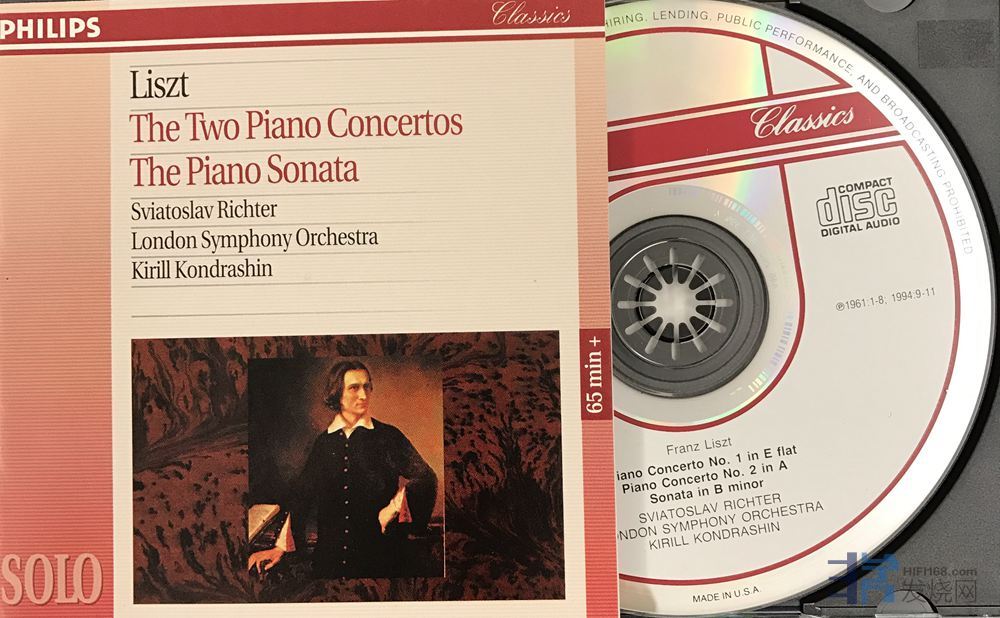 PHILIPS
Classics
Liszt
The Two Piano Concertos
The Piano Sonata
Sviatoslav Richter
London Symphony Orchestra
Kirill Kondrashin
65 min +
SOLO
HIRING, LENDING, PUBLIC PERFORMANCE, AND BROADCASTING PROHIBITED
Classics
COMPACT
disc
DIGITAL AUDIO
℗1961:1-8; 1994:9-11
Franz Liszt
iano Concerto No. 1 in E flat
Piano Concerto No. 2 in A
Sonata in B minor
SVIATOSLAV RICHTER
ONDON SYMPHONY ORCHESTRA
KIRILL KONDRASHIN
MADE IN U.S.A.
HIFI168.com
发烧网